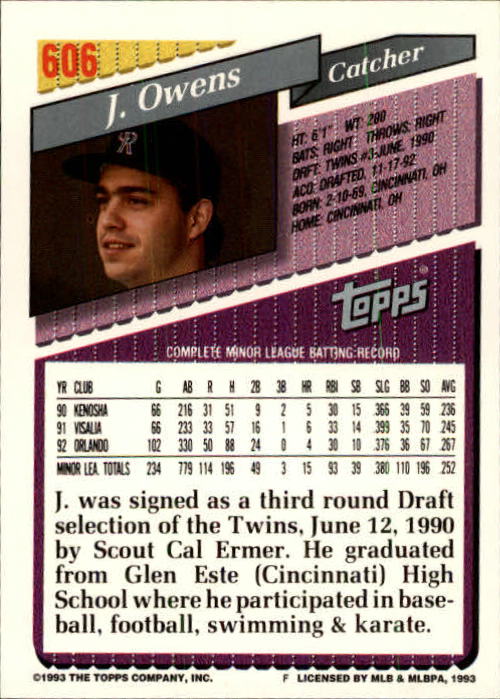 606
J. Owens
Catcher
HT: 6'1" WT: 200
BATS: RIGHT THROWS: RIGHT
DRFT: TWINS #3-JUNE, 1990
ACQ: DRAFTED, 11-17-92
BORN: 2-10-69, CINCINNATI, OH
HOME: CINCINNATI, OH
TOPPS®
COMPLETE MINOR LEAGUE BATTING RECORD
YR CLUB G AB R H 2B 3B HR RBI SB SLG BB SO AVG
90 KENOSHA 66 216 31 51 9 2 5 30 15 .366 39 59 .236
91 VISALIA 66 233 33 57 16 1 6 33 14 .399 35 70 .245
92 ORLANDO 102 330 50 88 24 0 4 30 10 .376 36 67 .267
MINOR LEA. TOTALS 234 779 114 196 49 3 15 93 39 .380 110 196 .252
J. was signed as a third round Draft
selection of the Twins, June 12, 1990
by Scout Cal Ermer. He graduated
from Glen Este (Cincinnati) High
School where he participated in base-
ball, football, swimming & karate.
©1993 THE TOPPS COMPANY, INC. F LICENSED BY MLB & MLBPA, 1993